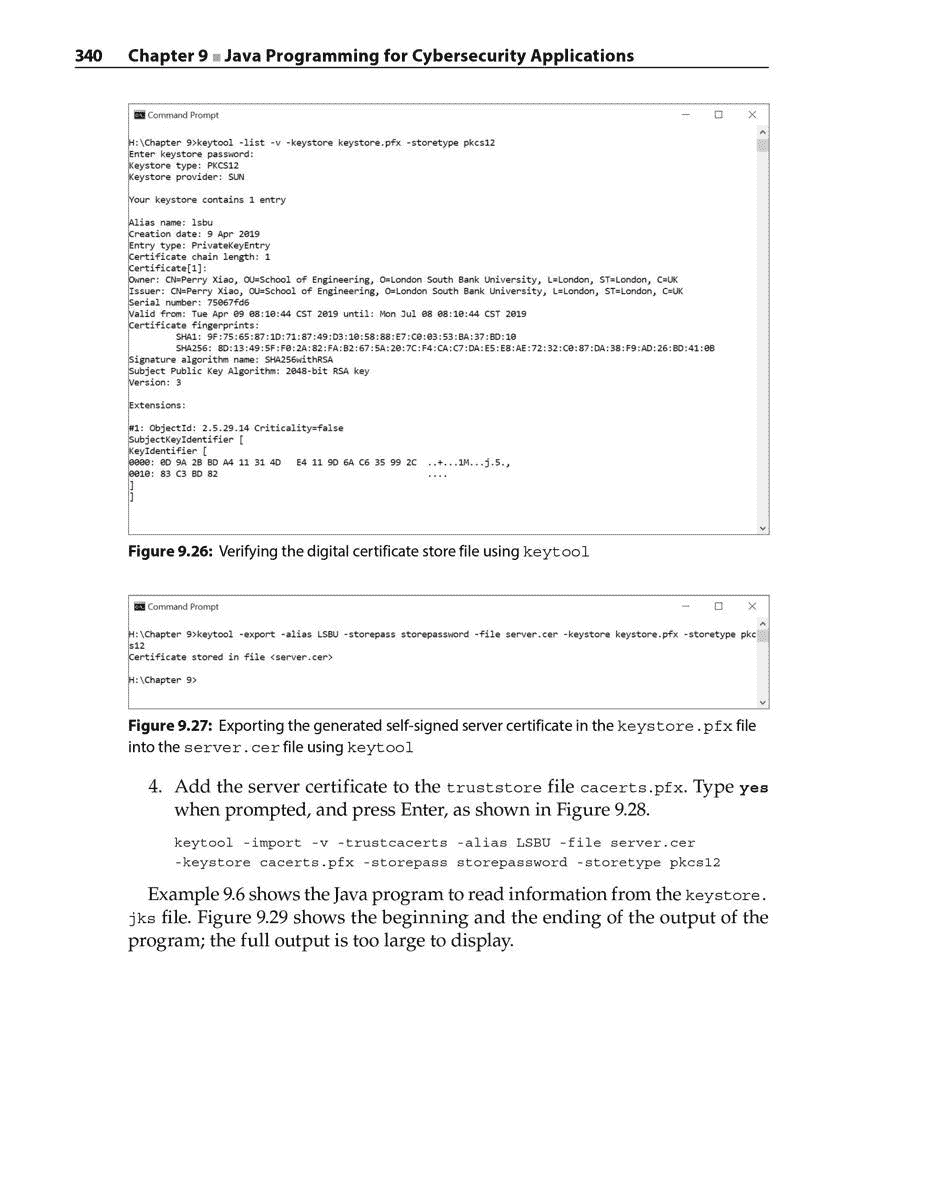 340 Chapter 9 ■ Java Programming for Cybersecurity Applications
Command Prompt
H:\Chapter 9>keytool -list -v -keystore keystore.pfx -storetype pkcs12
Enter keystore password:
Keystore type: PKCS12
Keystore provider: SUN
Your keystore contains 1 entry
Alias name: lsbu
Creation date: 9 Apr 2019
Entry type: PrivateKeyEntry
Certificate chain length: 1
Certificate[1]:
Owner: CN=Perry Xiao, OU=School of Engineering, O=London South Bank University, L=London, ST=London, C=UK
Issuer: CN=Perry Xiao, OU=School of Engineering, O=London South Bank University, L=London, ST=London, C=UK
Serial number: 75067fd6
Valid from: Tue Apr 09 08:10:44 CST 2019 until: Mon Jul 08 08:10:44 CST 2019
Certificate fingerprints:
SHA1: 9F:75:65:87:1D:71:87:49:D3:10:58:88:E7:C0:03:53:BA:37:BD:10
SHA256: 8D:13:49:5F:F0:2A:82:FA:B2:67:5A:20:7C:F4:CA:C7:DA:E5:E8:AE:72:32:C0:87:DA:38:F9:AD:26:BD:41:0B
Signature algorithm name: SHA256withRSA
Subject Public Key Algorithm: 2048-bit RSA key
Version: 3
Extensions:
#1: ObjectId: 2.5.29.14 Criticality=false
SubjectKeyIdentifier [
KeyIdentifier [
0000: 0D 9A 2B BD A4 11 31 4D   E4 11 9D 6A C6 35 99 2C  ..+...1M...j.5.,
0010: 83 C3 BD 82                                        ....
]
]
Figure 9.26: Verifying the digital certificate store file using keytool
Command Prompt
H:\Chapter 9>keytool -export -alias LSBU -storepass storepassword -file server.cer -keystore keystore.pfx -storetype pkc
s12
Certificate stored in file <server.cer>
H:\Chapter 9>
Figure 9.27: Exporting the generated self-signed server certificate in the keystore.pfx file
into the server.cer file using keytool
4. Add the server certificate to the truststore file cacerts.pfx. Type yes
when prompted, and press Enter, as shown in Figure 9.28.
keytool -import -v -trustcacerts -alias LSBU -file server.cer
-keystore cacerts.pfx -storepass storepassword -storetype pkcs12
Example 9.6 shows the Java program to read information from the keystore.
jks file. Figure 9.29 shows the beginning and the ending of the output of the
program; the full output is too large to display.